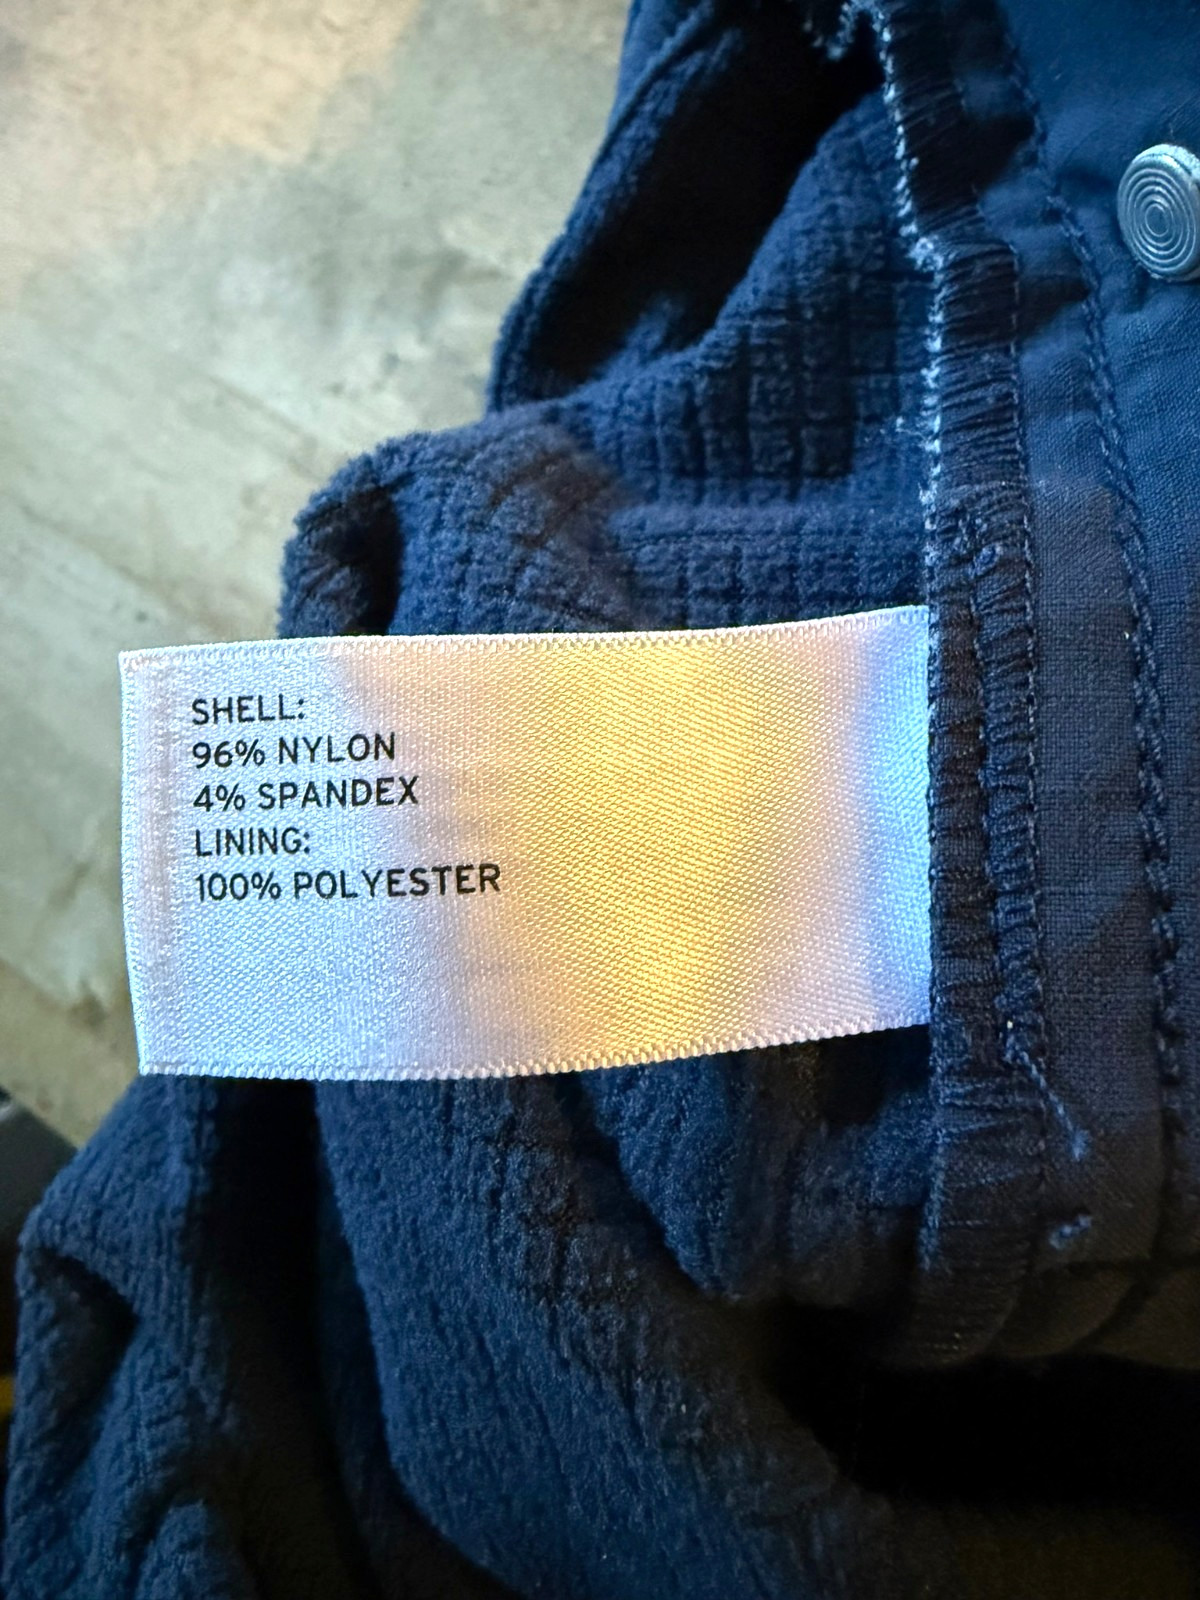 SHELL:
96% NYLON
4% SPANDEX
LINING:
100% POLYESTER